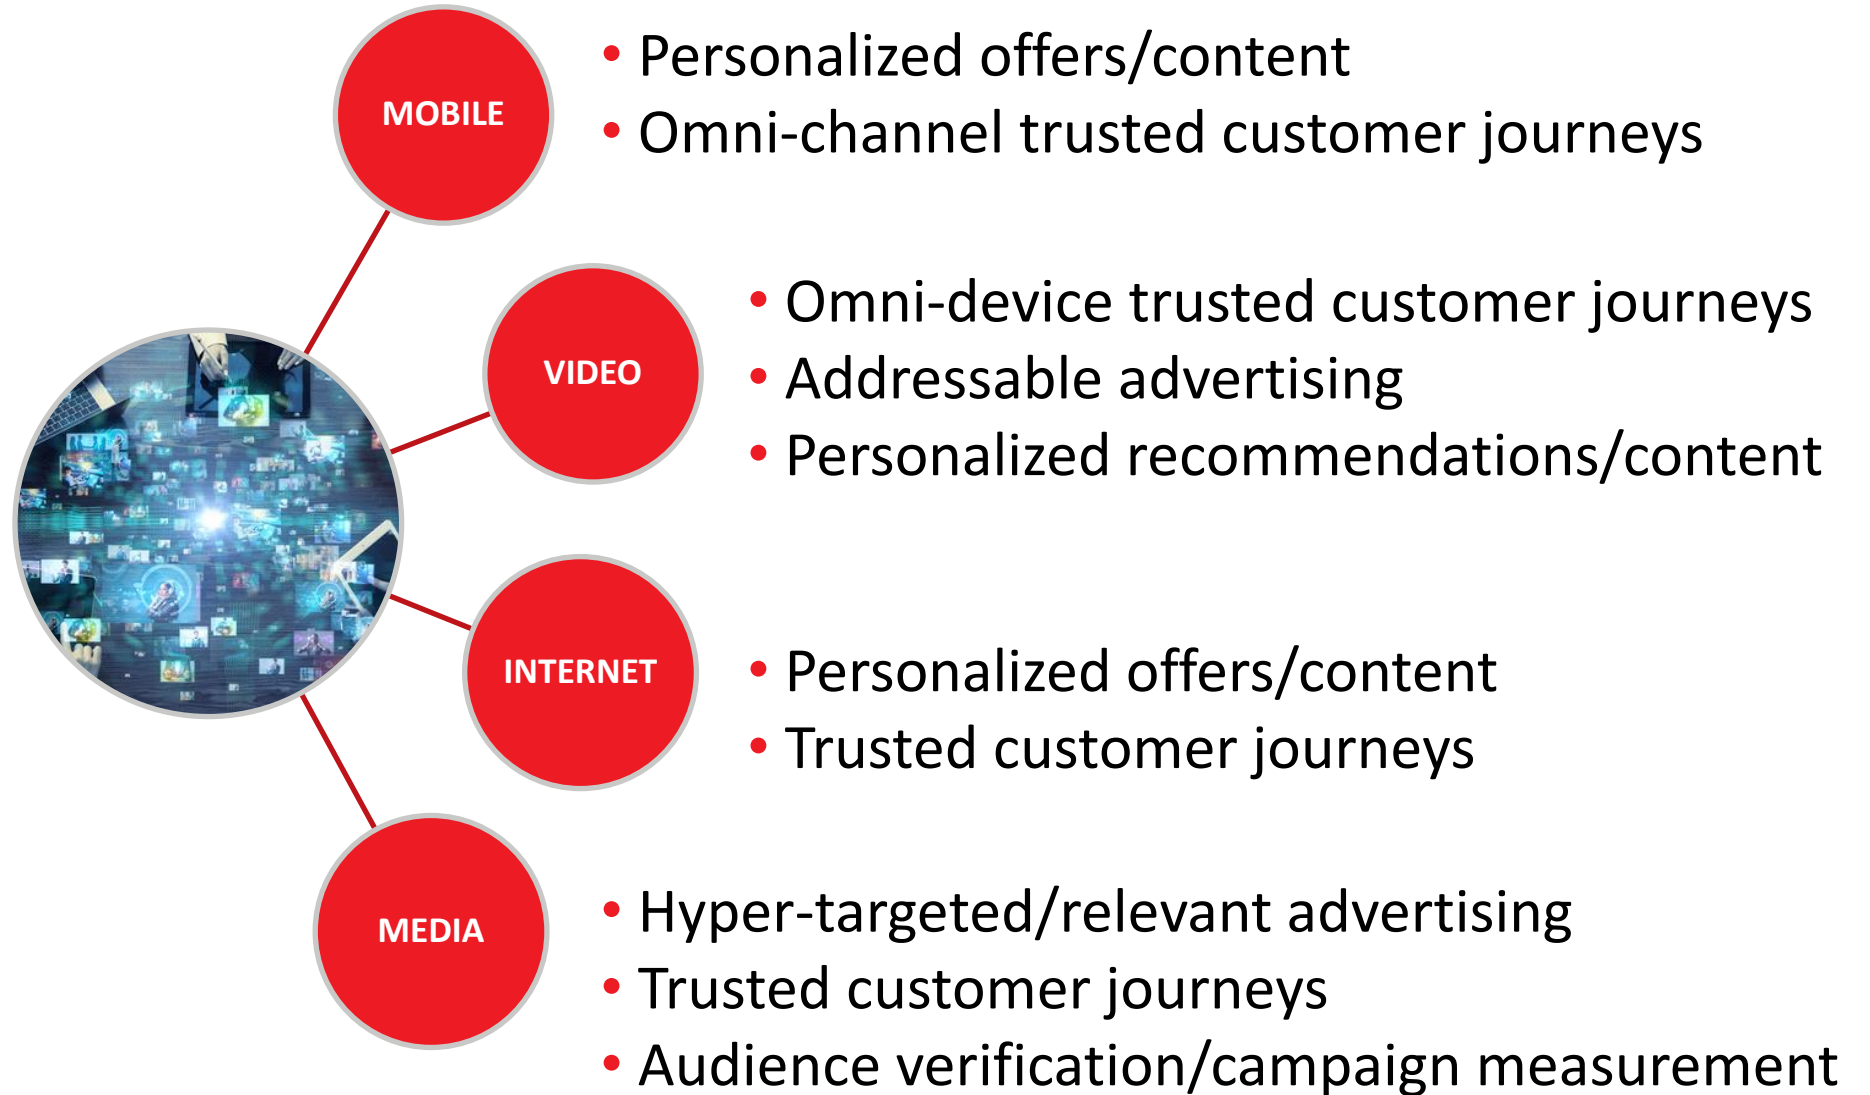 MOBILE
• Personalized offers/content
• Omni-channel trusted customer journeys
VIDEO
• Omni-device trusted customer journeys
• Addressable advertising
• Personalized recommendations/content
INTERNET
• Personalized offers/content
• Trusted customer journeys
MEDIA
• Hyper-targeted/relevant advertising
• Trusted customer journeys
• Audience verification/campaign measurement